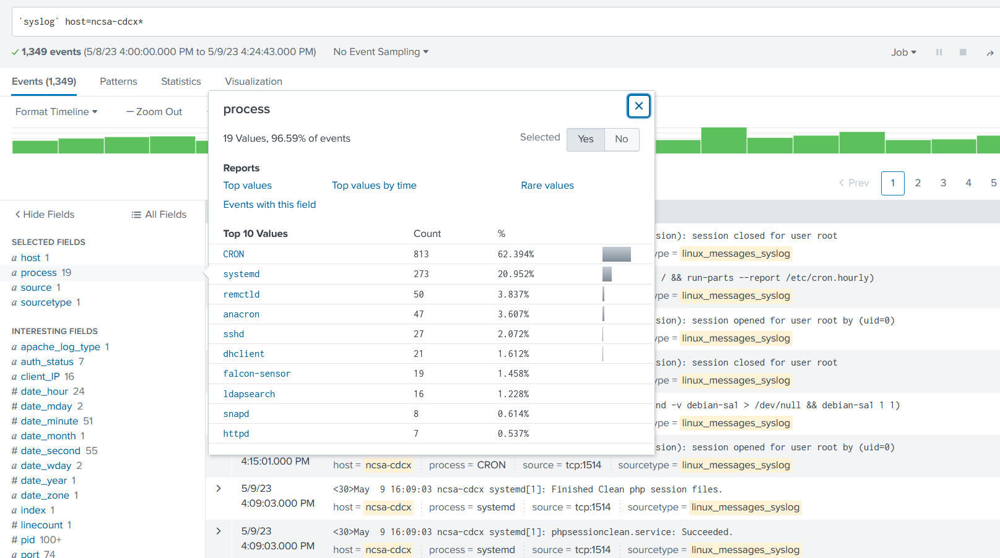 `syslog` host=ncsa-cdcx*
1,349 events (5/8/23 4:00:00.000 PM to 5/9/23 4:24:43.000 PM) No Event Sampling Job
Events (1,349) Patterns Statistics Visualization
Format Timeline — Zoom Out
process
19 Values, 96.59% of events Selected Yes No
Reports
Top values Top values by time Rare values
Events with this field
Top 10 Values Count %
CRON 813 62.394%
systemd 273 20.952%
remctld 50 3.837%
anacron 47 3.607%
sshd 27 2.072%
dhclient 21 1.612%
falcon-sensor 19 1.458%
ldapsearch 16 1.228%
snapd 8 0.614%
httpd 7 0.537%
< Prev 1 2 3 4 5
< Hide Fields All Fields
SELECTED FIELDS
a host 1
a process 19
a source 1
a sourcetype 1
INTERESTING FIELDS
a apache_log_type 1
a auth_status 7
a client_IP 16
# date_hour 24
# date_mday 2
# date_minute 51
a date_month 1
# date_second 55
a date_wday 2
# date_year 1
a date_zone 1
a index 1
# linecount 1
# pid 100+
a port 74
sion): session closed for user root
ype = linux_messages_syslog
/ && run-parts --report /etc/cron.hourly)
ype = linux_messages_syslog
sion): session opened for user root by (uid=0)
ype = linux_messages_syslog
sion): session closed for user root
ype = linux_messages_syslog
nd -v debian-sa1 > /dev/null && debian-sa1 1 1)
ype = linux_messages_syslog
sion): session opened for user root by (uid=0)
4:15:01.000 PM host = ncsa-cdcx process = CRON source = tcp:1514 sourcetype = linux_messages_syslog
> 5/9/23 <30>May  9 16:09:03 ncsa-cdcx systemd[1]: Finished Clean php session files.
4:09:03.000 PM host = ncsa-cdcx process = systemd source = tcp:1514 sourcetype = linux_messages_syslog
> 5/9/23 <30>May  9 16:09:03 ncsa-cdcx systemd[1]: phpsessionclean.service: Succeeded.
4:09:03.000 PM host = ncsa-cdcx process = systemd source = tcp:1514 sourcetype = linux_messages_syslog